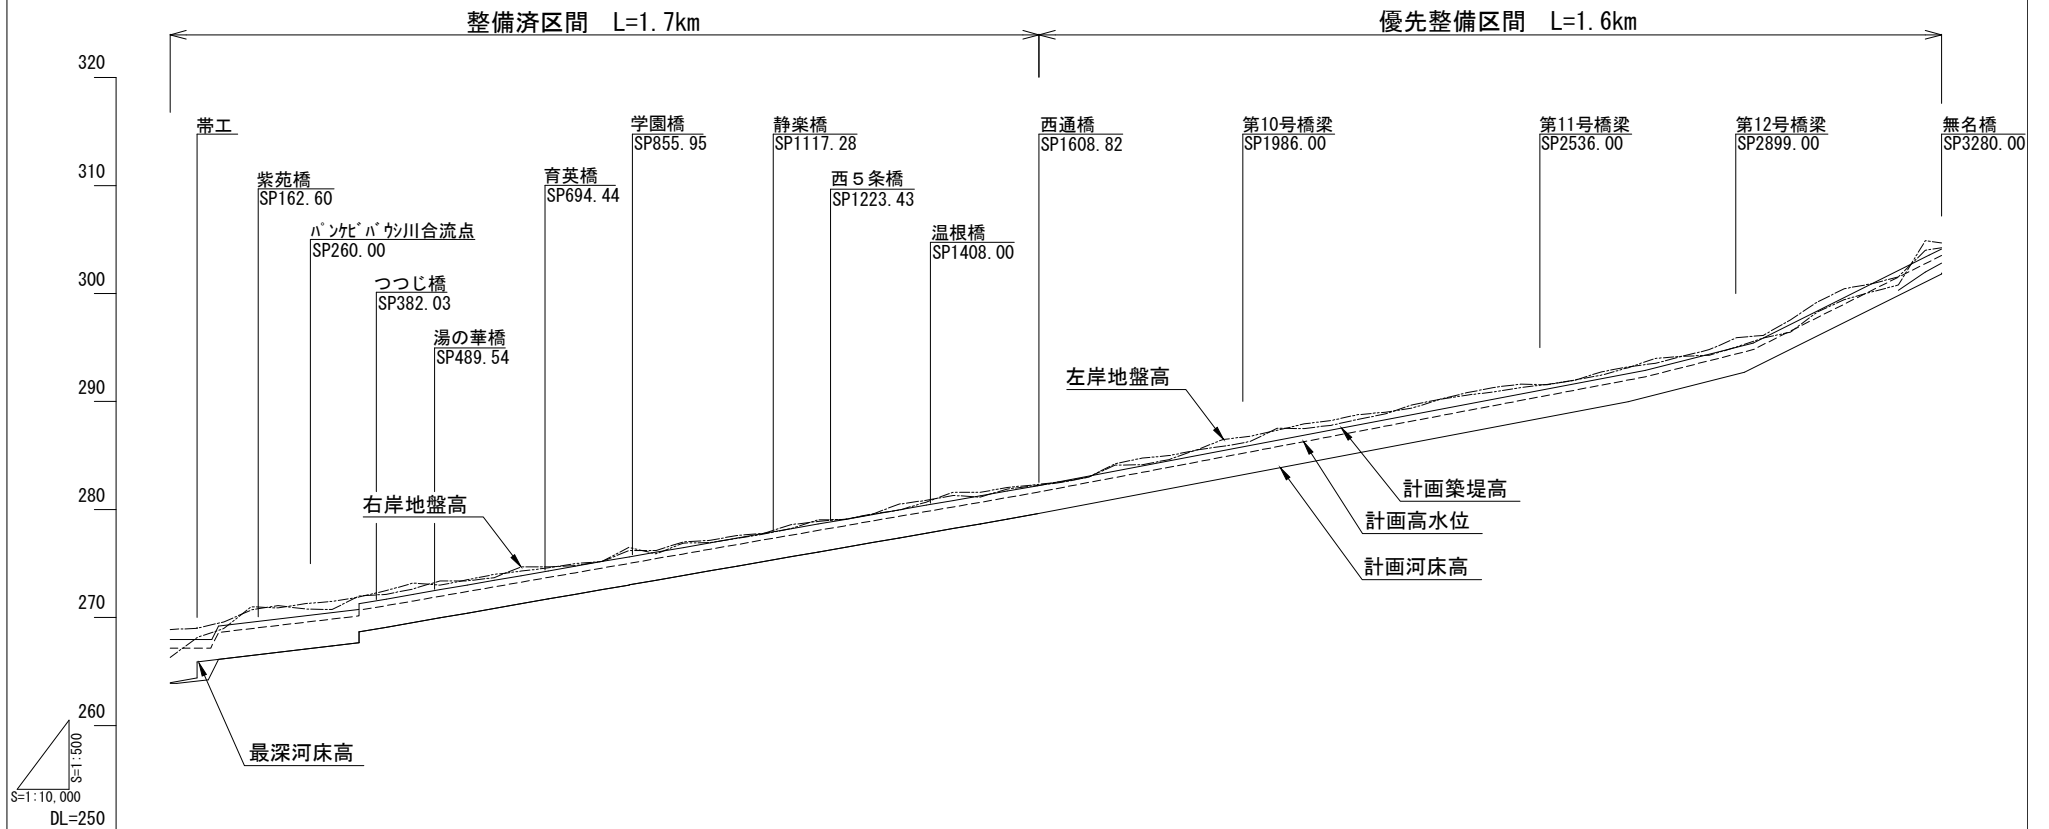 整備済区間　L=1.7km
優先整備区間　L=1.6km
320
310
300
290
280
270
260
DL=250
帯工
紫苑橋
SP162.60
ﾊﾟﾝｹﾋﾞﾊﾞｳｼ川合流点
SP260.00
つつじ橋
SP382.03
湯の華橋
SP489.54
育英橋
SP694.44
学園橋
SP855.95
静楽橋
SP1117.28
西５条橋
SP1223.43
温根橋
SP1408.00
西通橋
SP1608.82
第10号橋梁
SP1986.00
第11号橋梁
SP2536.00
第12号橋梁
SP2899.00
無名橋
SP3280.00
左岸地盤高
右岸地盤高
計画築堤高
計画高水位
計画河床高
最深河床高
S=1:500
S=1:10,000